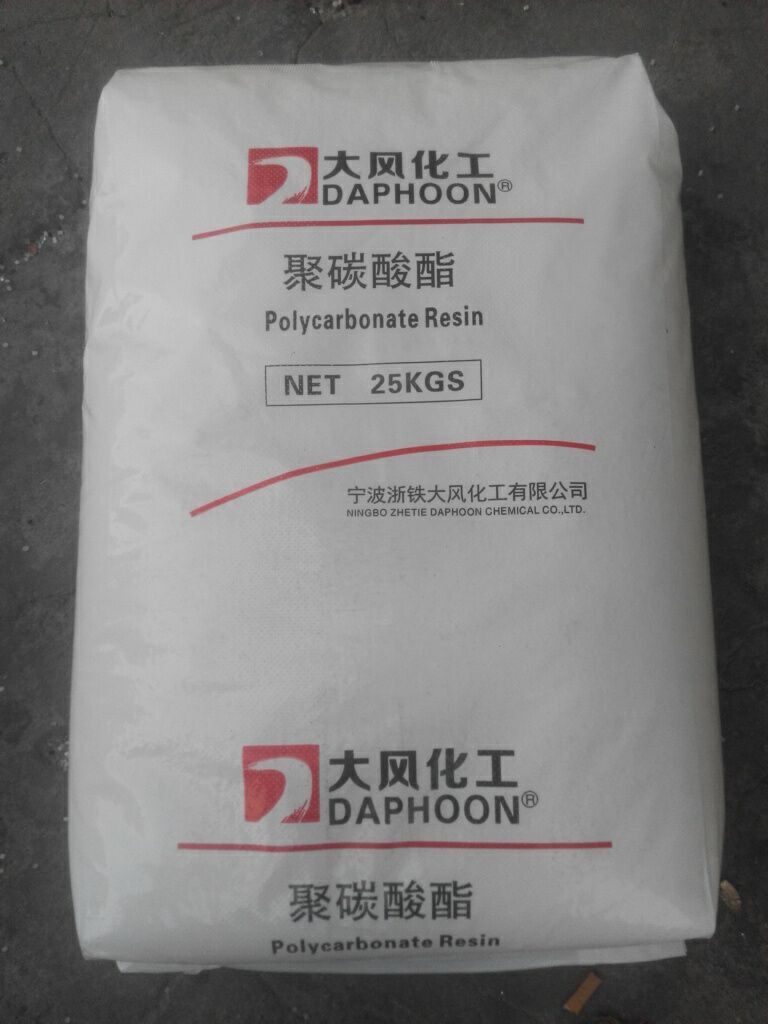 大风化工
DAPHOON®
聚碳酸酯
Polycarbonate Resin
NET 25KGS
宁波浙铁大风化工有限公司
NINGBO ZHETIE DAPHOON CHEMICAL CO.,LTD.
大风化工
DAPHOON®
聚碳酸酯
Polycarbonate Resin